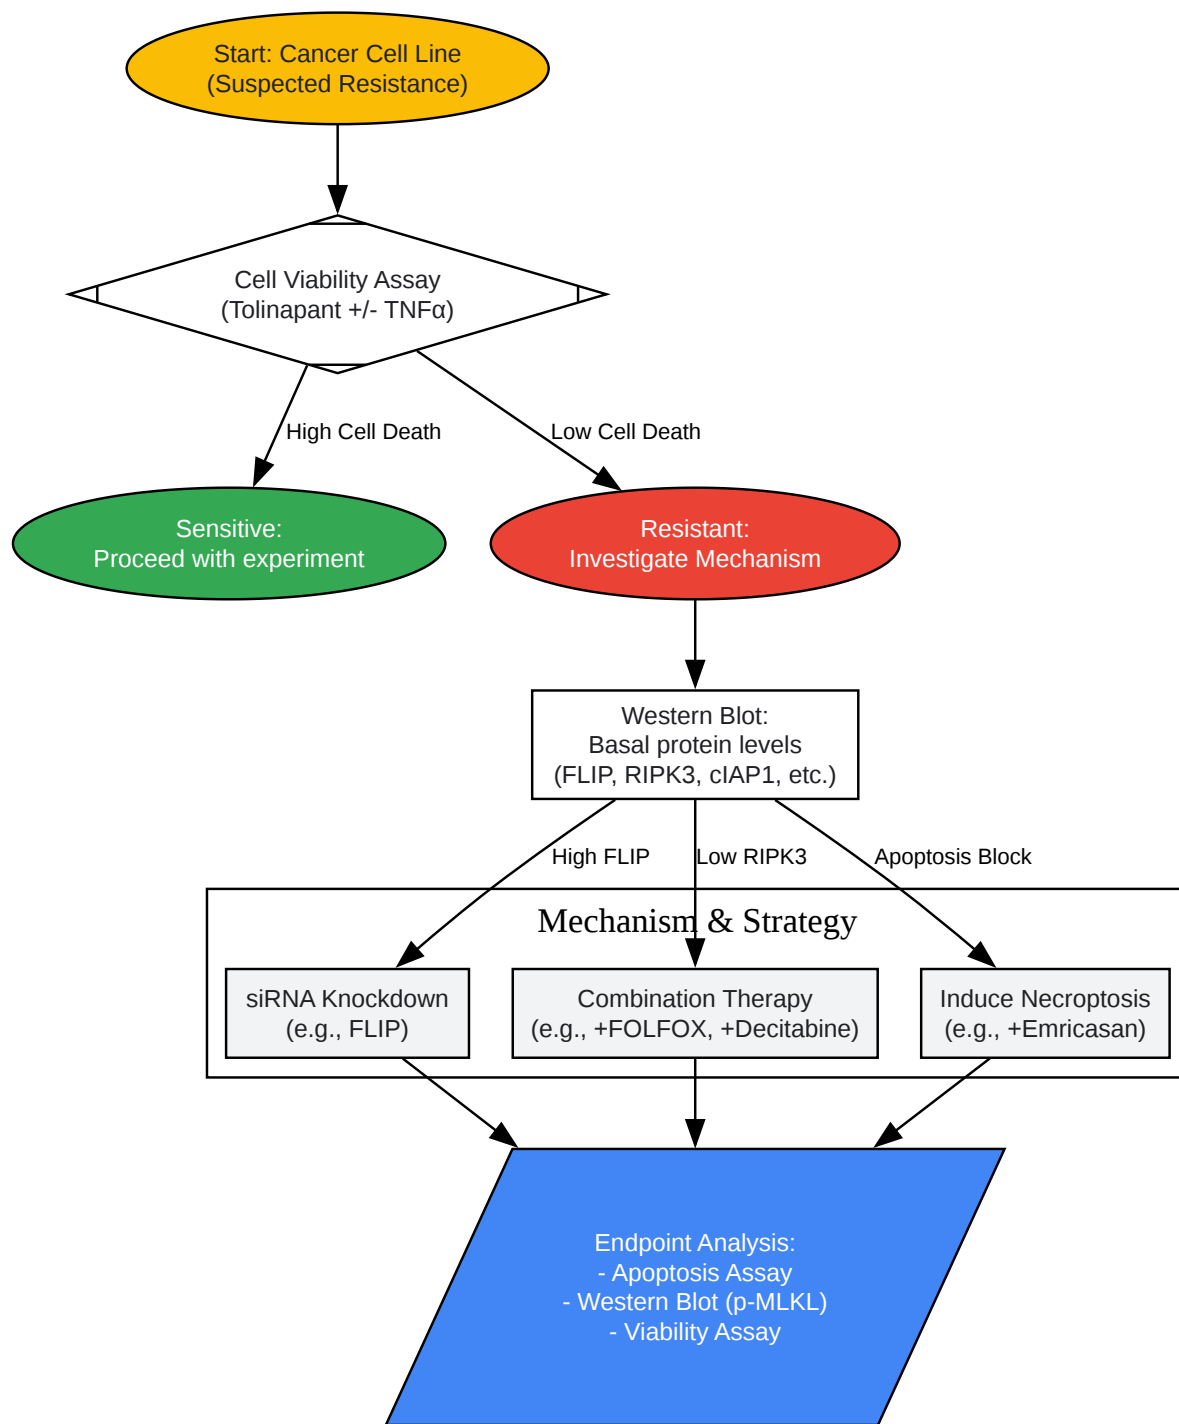 Start: Cancer Cell Line
(Suspected Resistance)
Cell Viability Assay
(Tolinapant +/- TNFα)
High Cell Death
Low Cell Death
Sensitive:
Proceed with experiment
Resistant:
Investigate Mechanism
Western Blot:
Basal protein levels
(FLIP, RIPK3, cIAP1, etc.)
High FLIP
Low RIPK3
Apoptosis Block
Mechanism & Strategy
siRNA Knockdown
(e.g., FLIP)
Combination Therapy
(e.g., +FOLFOX, +Decitabine)
Induce Necroptosis
(e.g., +Emricasan)
Endpoint Analysis:
- Apoptosis Assay
- Western Blot (p-MLKL)
- Viability Assay